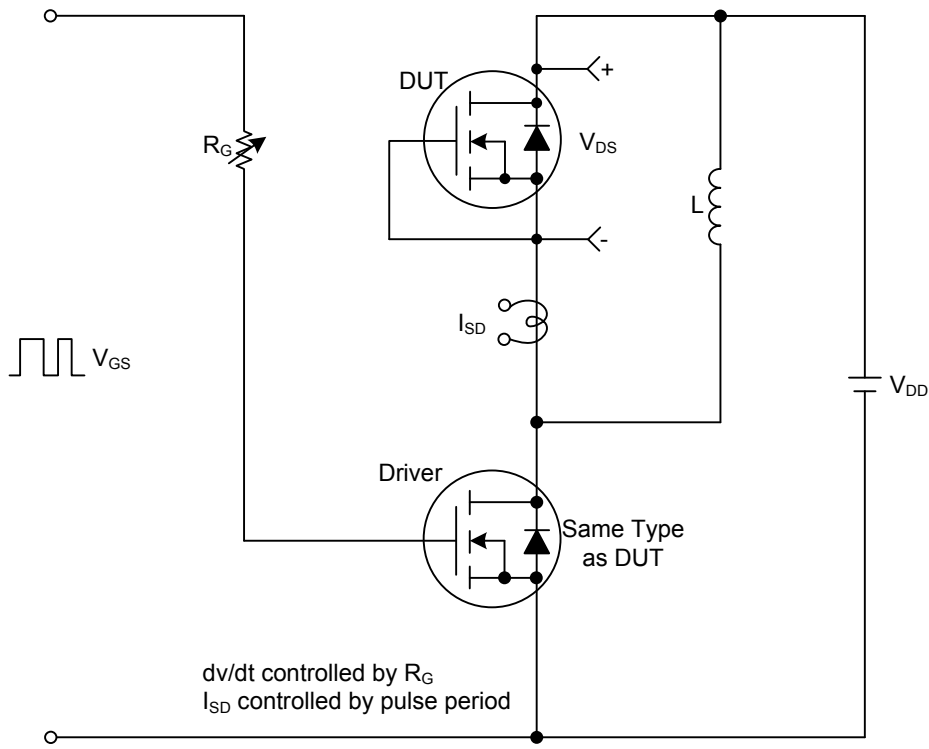 DUT
+
R_G
V_DS
L
-
I_SD
V_GS
V_DD
Driver
Same Type
as DUT
dv/dt controlled by R_G
I_SD controlled by pulse period